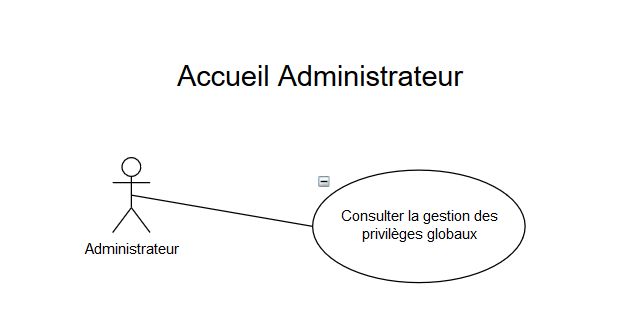 Accueil Administrateur
Consulter la gestion des
privilèges globaux
Administrateur